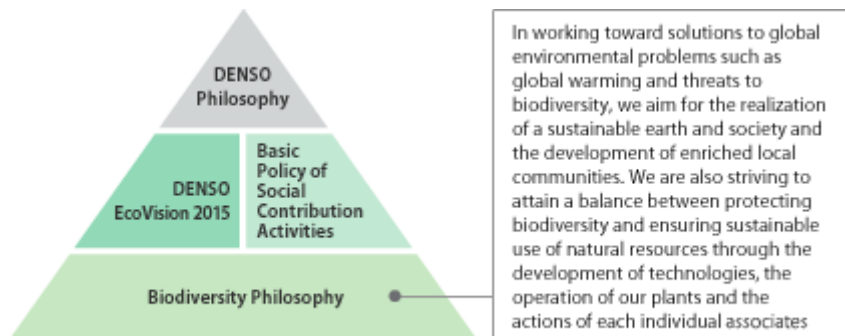 DENSO
Philosophy
DENSO
EcoVision 2015
Basic
Policy of
Social
Contribution
Activities
Biodiversity Philosophy
In working toward solutions to global
environmental problems such as
global warming and threats to
biodiversity, we aim for the realization
of a sustainable earth and society and
the development of enriched local
communities. We are also striving to
attain a balance between protecting
biodiversity and ensuring sustainable
use of natural resources through the
development of technologies, the
operation of our plants and the
actions of each individual associates